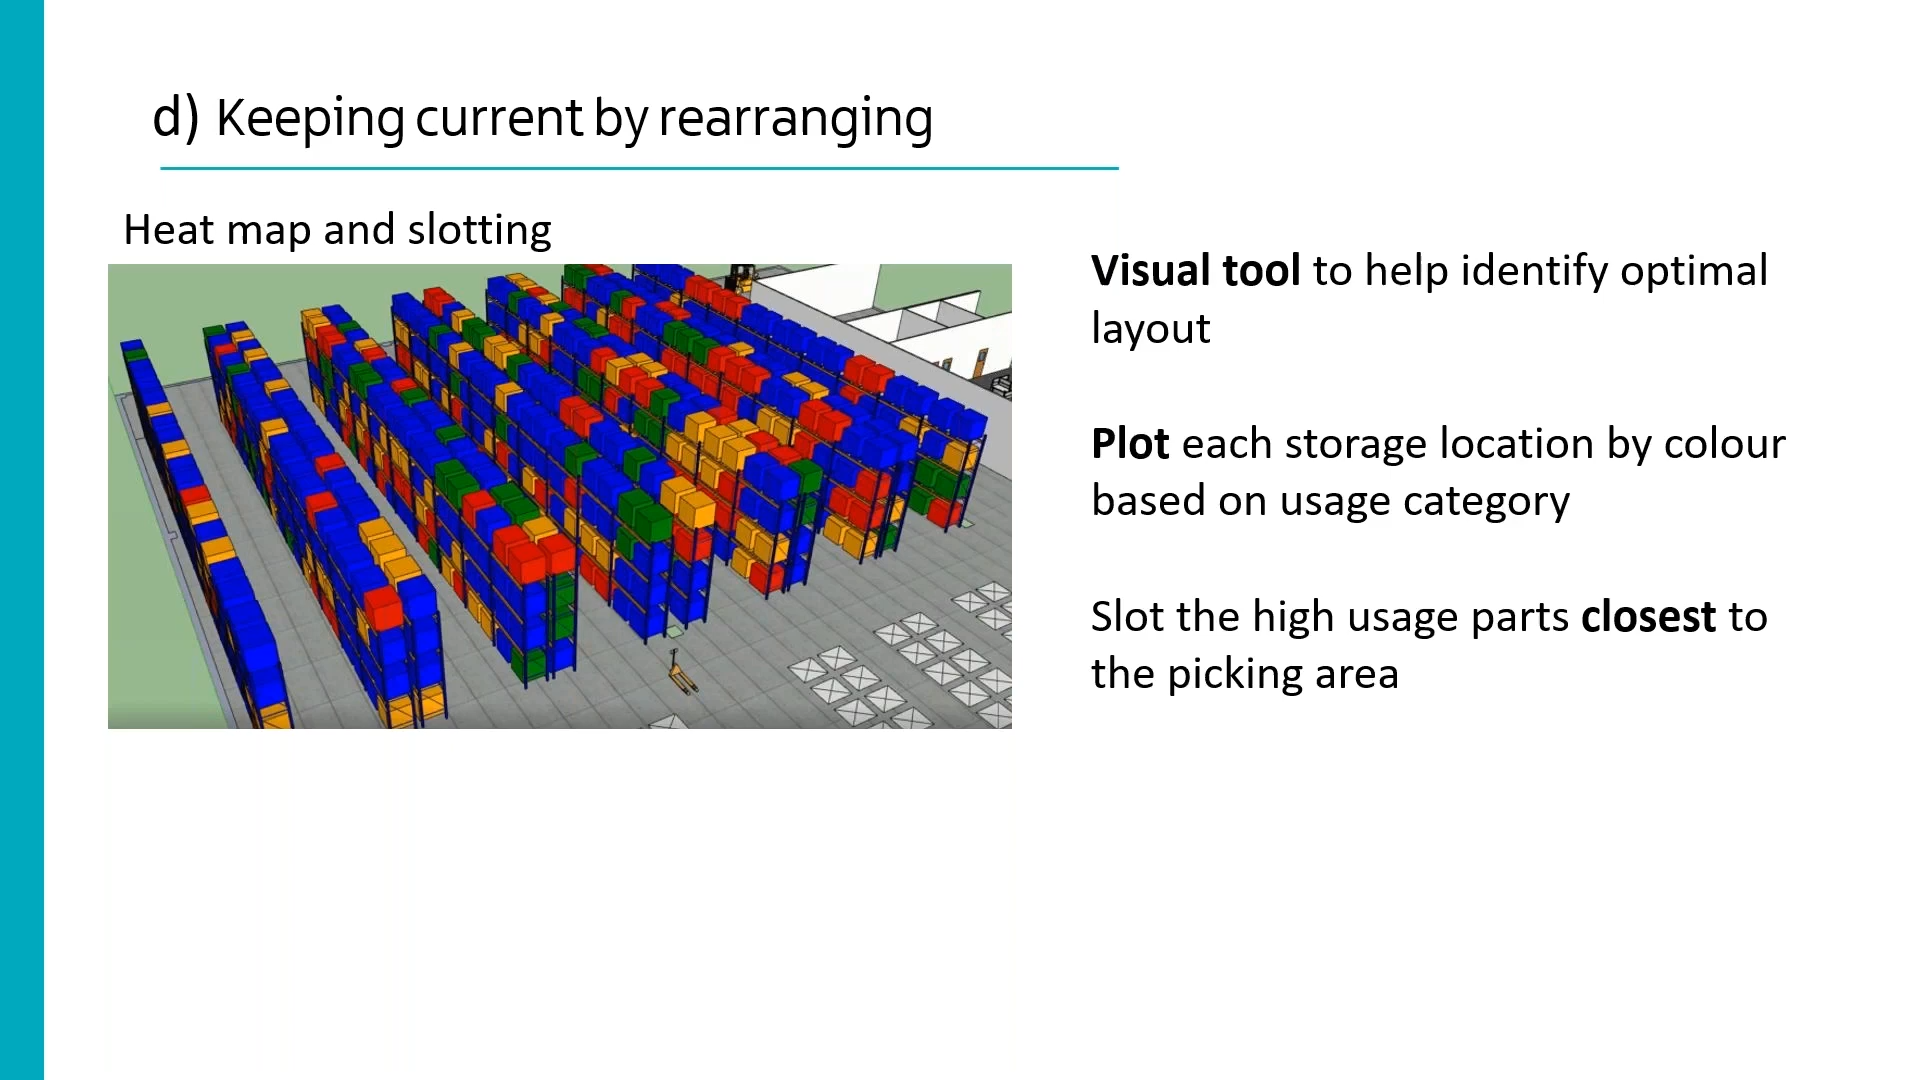 d) Keeping current by rearranging
Heat map and slotting
Visual tool to help identify optimal
layout
Plot each storage location by colour
based on usage category
Slot the high usage parts closest to
the picking area